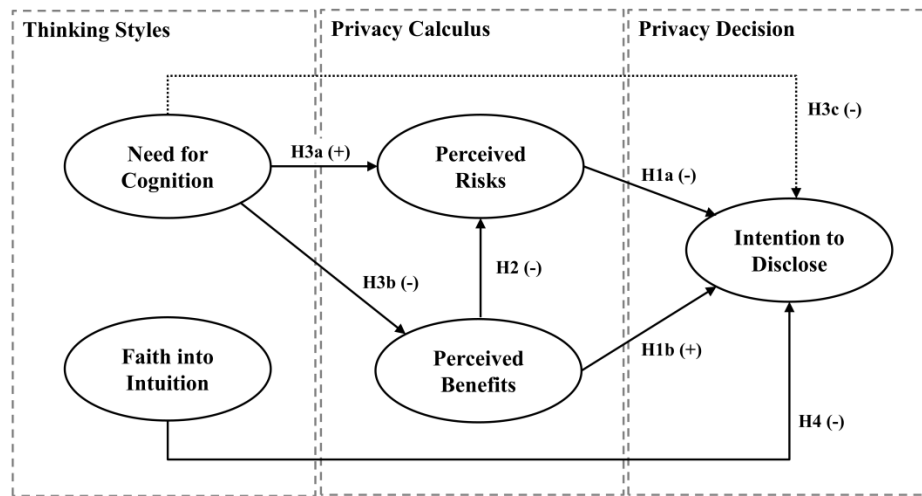 Thinking Styles
Privacy Calculus
Privacy Decision
H3c (-)
Need for
Cognition
H3a (+)
Perceived
Risks
H1a (-)
Intention to
Disclose
H3b (-)
H2 (-)
Faith into
Intuition
Perceived
Benefits
H1b (+)
H4 (-)